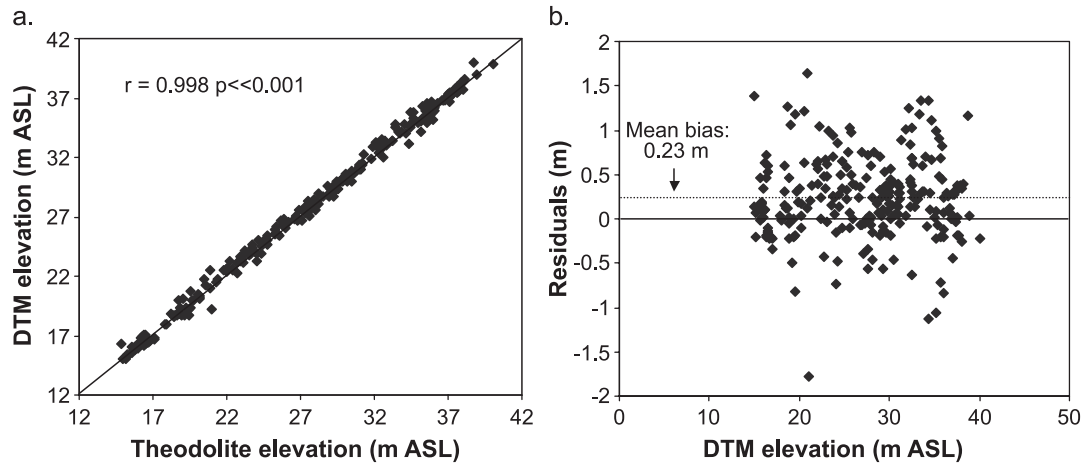 a.
42
37
32
27
22
17
12
DTM elevation (m ASL)
r = 0.998 p<<0.001
12 17 22 27 32 37 42
Theodolite elevation (m ASL)
b.
2
1.5
1
0.5
0
-0.5
-1
-1.5
-2
Residuals (m)
Mean bias:
0.23 m
0 10 20 30 40 50
DTM elevation (m ASL)